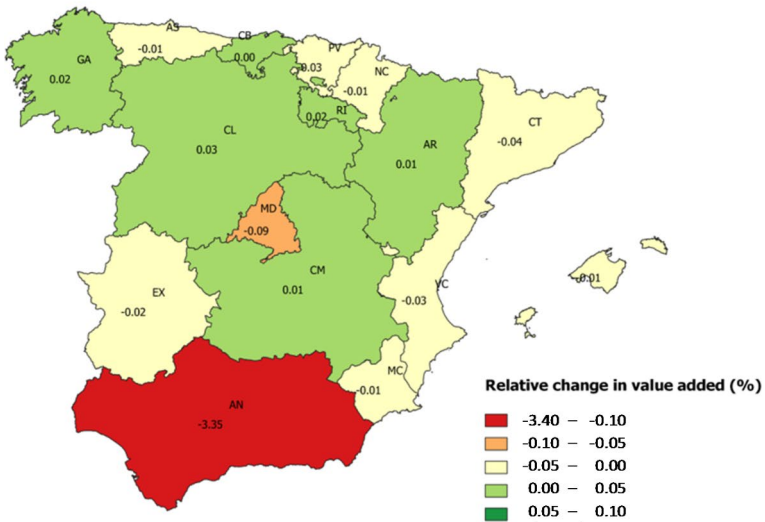 AS
-0.01
CB
0.00
GA
0.02
PV
-0.03
NC
-0.01
RI
0.02
CL
0.03
AR
0.01
CT
-0.04
MD
-0.09
CM
0.01
EX
-0.02
VC
-0.03
-0.01
MC
-0.01
AN
-3.35
Relative change in value added (%)
-3.40 – -0.10
-0.10 – -0.05
-0.05 – 0.00
0.00 – 0.05
0.05 – 0.10